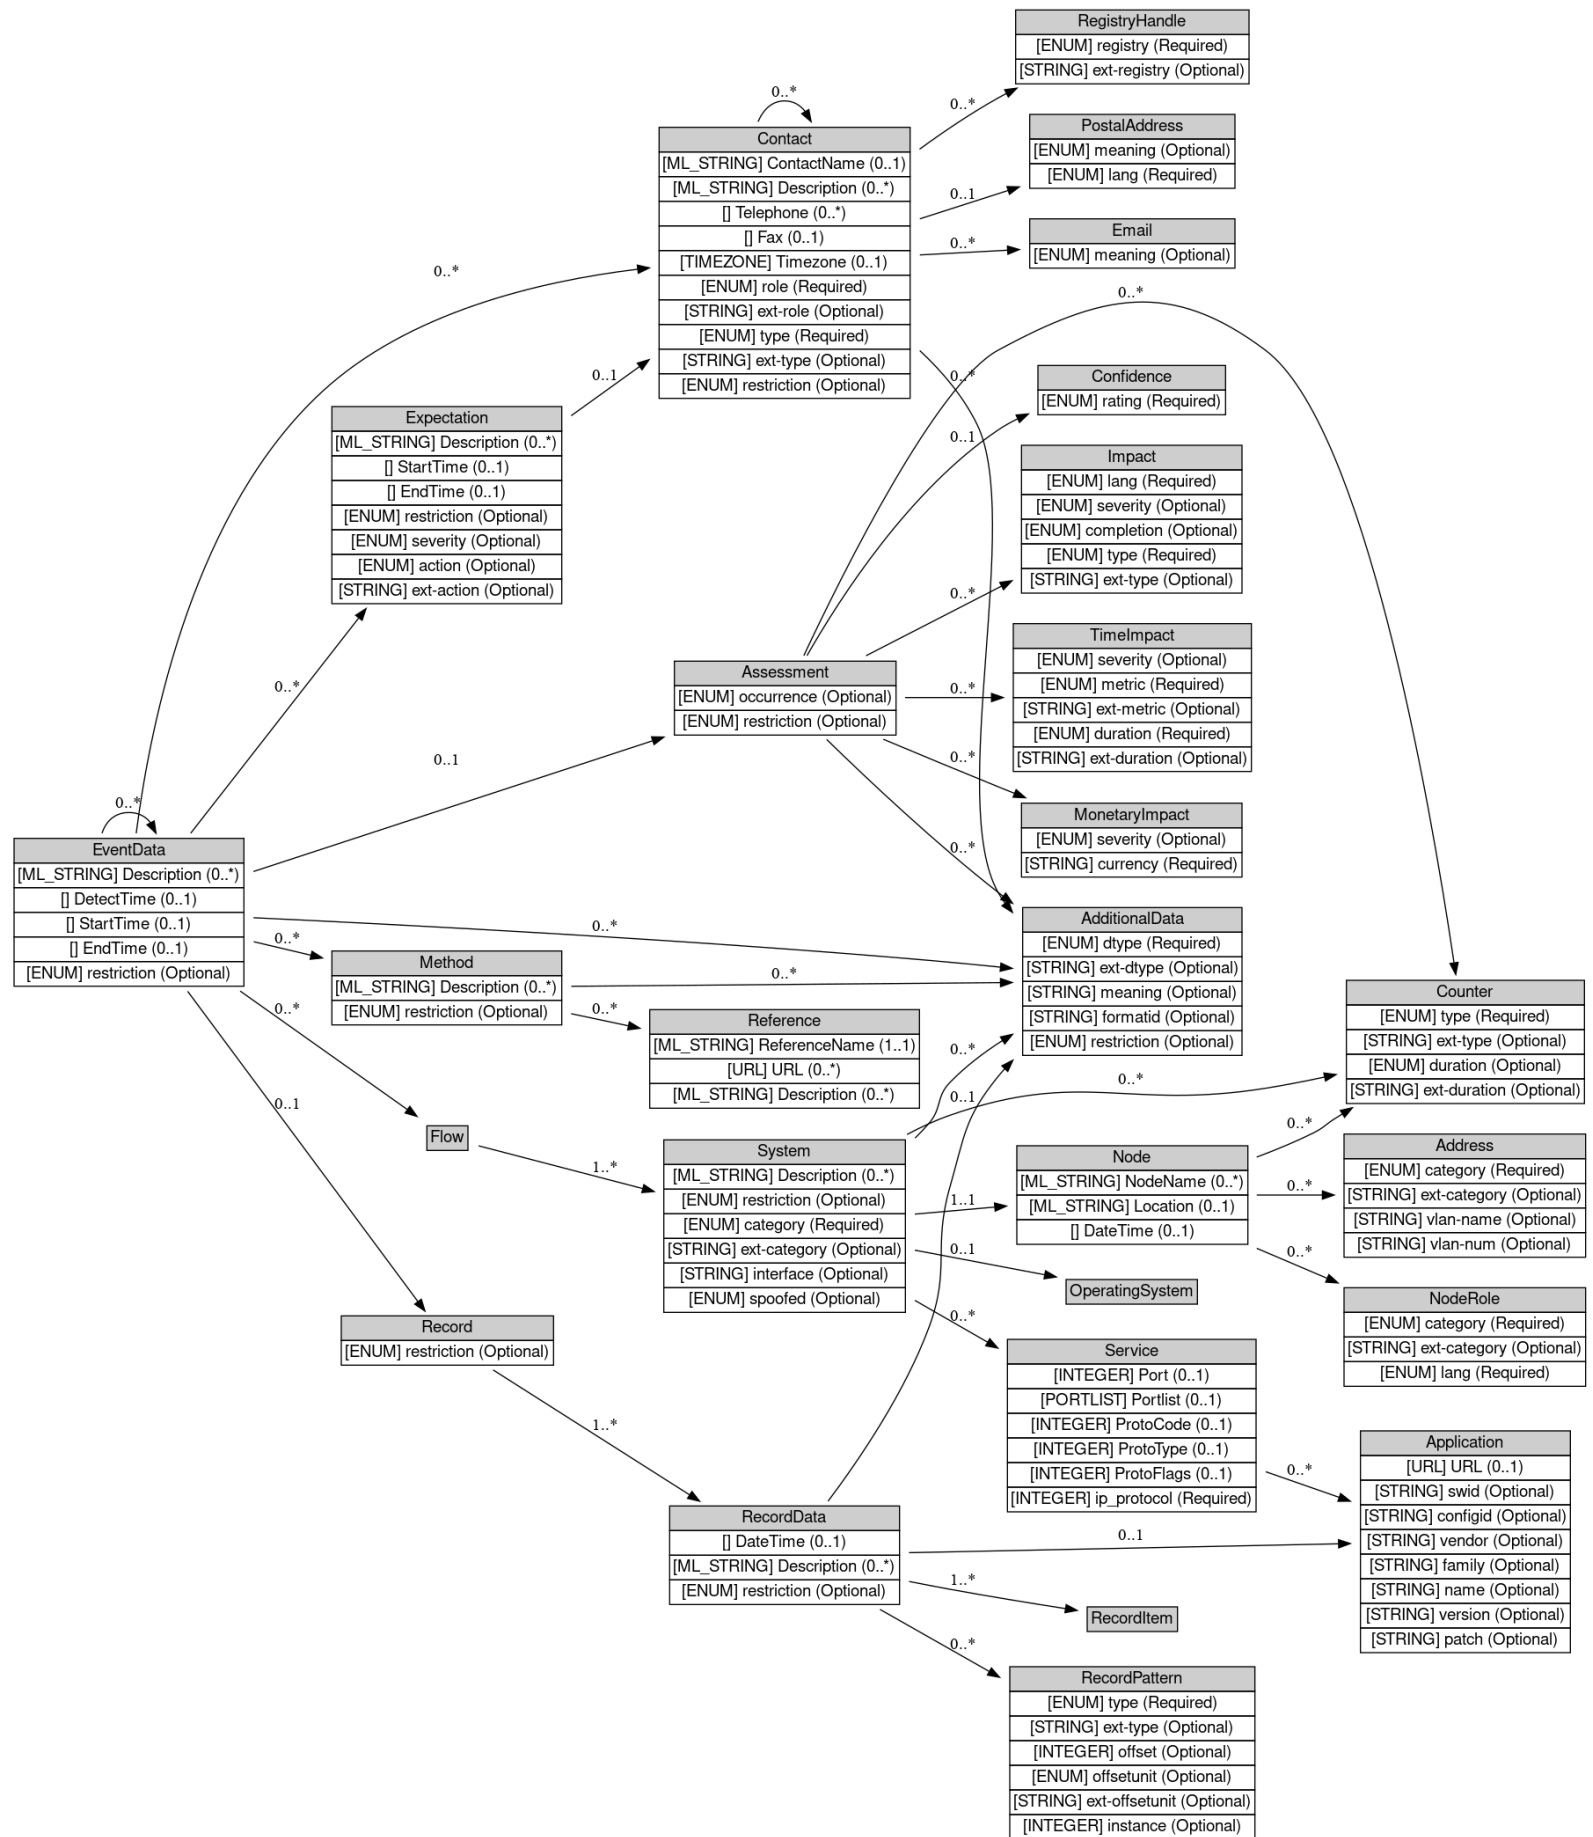 RegistryHandle
[ENUM] registry (Required)
[STRING] ext-registry (Optional)
0..*
0..*
Contact
[ML_STRING] ContactName (0..1)
[ML_STRING] Description (0..*)
[] Telephone (0..*)
[] Fax (0..1)
[TIMEZONE] Timezone (0..1)
[ENUM] role (Required)
[STRING] ext-role (Optional)
[ENUM] type (Required)
[STRING] ext-type (Optional)
[ENUM] restriction (Optional)
PostalAddress
[ENUM] meaning (Optional)
[ENUM] lang (Required)
0..1
Email
[ENUM] meaning (Optional)
0..*
0..*
0..*
0..1
0..*
Confidence
[ENUM] rating (Required)
0..1
Expectation
[ML_STRING] Description (0..*)
[] StartTime (0..1)
[] EndTime (0..1)
[ENUM] restriction (Optional)
[ENUM] severity (Optional)
[ENUM] action (Optional)
[STRING] ext-action (Optional)
Impact
[ENUM] lang (Required)
[ENUM] severity (Optional)
[ENUM] completion (Optional)
[ENUM] type (Required)
[STRING] ext-type (Optional)
0..*
TimeImpact
[ENUM] severity (Optional)
[ENUM] metric (Required)
[STRING] ext-metric (Optional)
[ENUM] duration (Required)
[STRING] ext-duration (Optional)
0..*
Assessment
[ENUM] occurrence (Optional)
[ENUM] restriction (Optional)
0..*
0..1
0..*
MonetaryImpact
[ENUM] severity (Optional)
[STRING] currency (Required)
0..*
0..*
EventData
[ML_STRING] Description (0..*)
[] DetectTime (0..1)
[] StartTime (0..1)
[] EndTime (0..1)
[ENUM] restriction (Optional)
0..*
0..*
Method
[ML_STRING] Description (0..*)
[ENUM] restriction (Optional)
0..*
0..*
AdditionalData
[ENUM] dtype (Required)
[STRING] ext-dtype (Optional)
[STRING] meaning (Optional)
[STRING] formatid (Optional)
[ENUM] restriction (Optional)
Counter
[ENUM] type (Required)
[STRING] ext-type (Optional)
[ENUM] duration (Optional)
[STRING] ext-duration (Optional)
Reference
[ML_STRING] ReferenceName (1..1)
[URL] URL (0..*)
[ML_STRING] Description (0..*)
0..*
0..1
0..*
0..1
0..*
0..*
Flow
1..*
System
[ML_STRING] Description (0..*)
[ENUM] restriction (Optional)
[ENUM] category (Required)
[STRING] ext-category (Optional)
[STRING] interface (Optional)
[ENUM] spoofed (Optional)
1..1
Node
[ML_STRING] NodeName (0..*)
[ML_STRING] Location (0..1)
[] DateTime (0..1)
0..*
Address
[ENUM] category (Required)
[STRING] ext-category (Optional)
[STRING] vlan-name (Optional)
[STRING] vlan-num (Optional)
0..1
0..*
OperatingSystem
0..*
NodeRole
[ENUM] category (Required)
[STRING] ext-category (Optional)
[ENUM] lang (Required)
Record
[ENUM] restriction (Optional)
Service
[INTEGER] Port (0..1)
[PORTLIST] Portlist (0..1)
[INTEGER] ProtoCode (0..1)
[INTEGER] ProtoType (0..1)
[INTEGER] ProtoFlags (0..1)
[INTEGER] ip_protocol (Required)
1..*
0..*
Application
[URL] URL (0..1)
[STRING] swid (Optional)
[STRING] configid (Optional)
[STRING] vendor (Optional)
[STRING] family (Optional)
[STRING] name (Optional)
[STRING] version (Optional)
[STRING] patch (Optional)
RecordData
[] DateTime (0..1)
[ML_STRING] Description (0..*)
[ENUM] restriction (Optional)
0..1
1..*
RecordItem
0..*
RecordPattern
[ENUM] type (Required)
[STRING] ext-type (Optional)
[INTEGER] offset (Optional)
[ENUM] offsetunit (Optional)
[STRING] ext-offsetunit (Optional)
[INTEGER] instance (Optional)